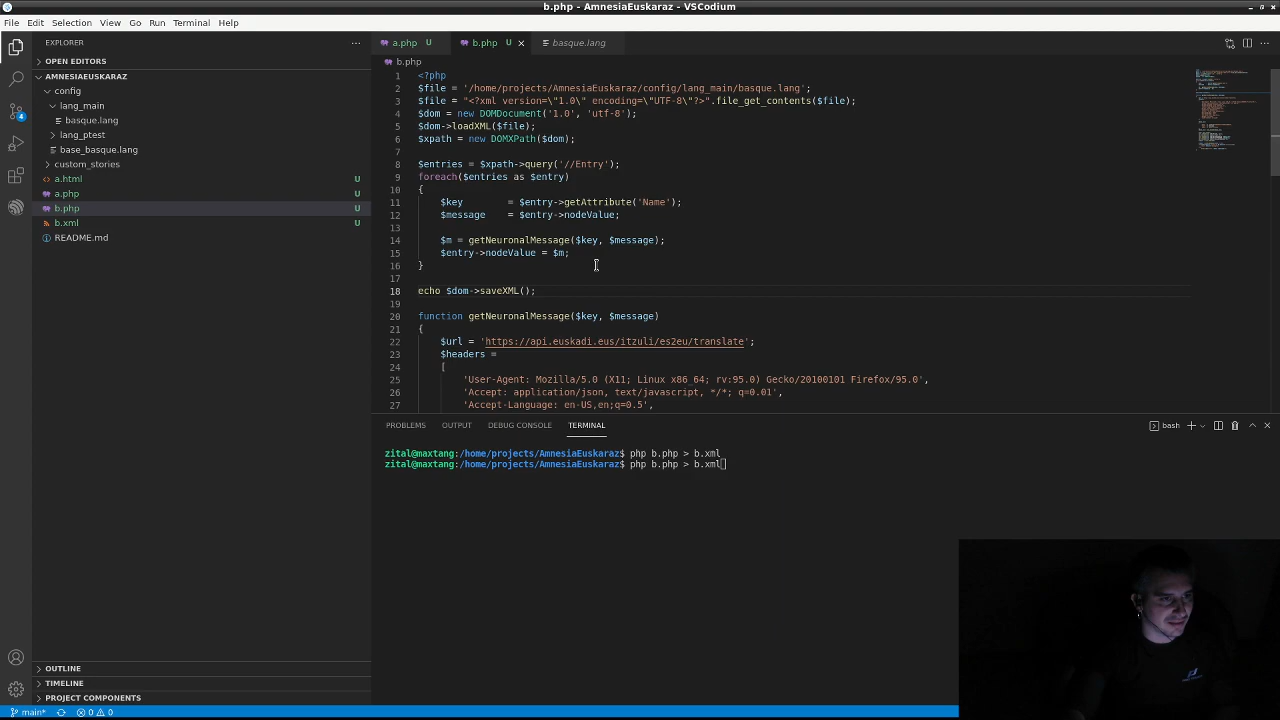 b.php - AmnesiaEuskaraz - VSCodium
File Edit Selection View Go Run Terminal Help
EXPLORER
OPEN EDITORS
AMNESIAEUSKARAZ
config
lang_main
basque.lang
lang_ptest
base_basque.lang
custom_stories
a.html U
a.php U
b.php U
b.xml U
README.md
OUTLINE
TIMELINE
PROJECT COMPONENTS
4
main*
0 0
a.php U
b.php U
basque.lang
b.php
1 <?php
2 $file = '/home/projects/AmnesiaEuskaraz/config/lang_main/basque.lang';
3 $file = "<?xml version=\"1.0\" encoding=\"UTF-8\"?>".file_get_contents($file);
4 $dom = new DOMDocument('1.0', 'utf-8');
5 $dom->loadXML($file);
6 $xpath = new DOMXPath($dom);
7
8 $entries = $xpath->query('//Entry');
9 foreach($entries as $entry)
10 {
11 $key = $entry->getAttribute('Name');
12 $message = $entry->nodeValue;
13
14 $m = getNeuronalMessage($key, $message);
15 $entry->nodeValue = $m;
16 }
17
18 echo $dom->saveXML();
19
20 function getNeuronalMessage($key, $message)
21 {
22 $url = 'https://api.euskadi.eus/itzuli/es2eu/translate';
23 $headers =
24 [
25 'User-Agent: Mozilla/5.0 (X11; Linux x86_64; rv:95.0) Gecko/20100101 Firefox/95.0',
26 'Accept: application/json, text/javascript, */*; q=0.01',
27 'Accept-Language: en-US,en;q=0.5',
PROBLEMS OUTPUT DEBUG CONSOLE TERMINAL
bash
zital@maxtang:/home/projects/AmnesiaEuskaraz$ php b.php > b.xml
zital@maxtang:/home/projects/AmnesiaEuskaraz$ php b.php > b.xml